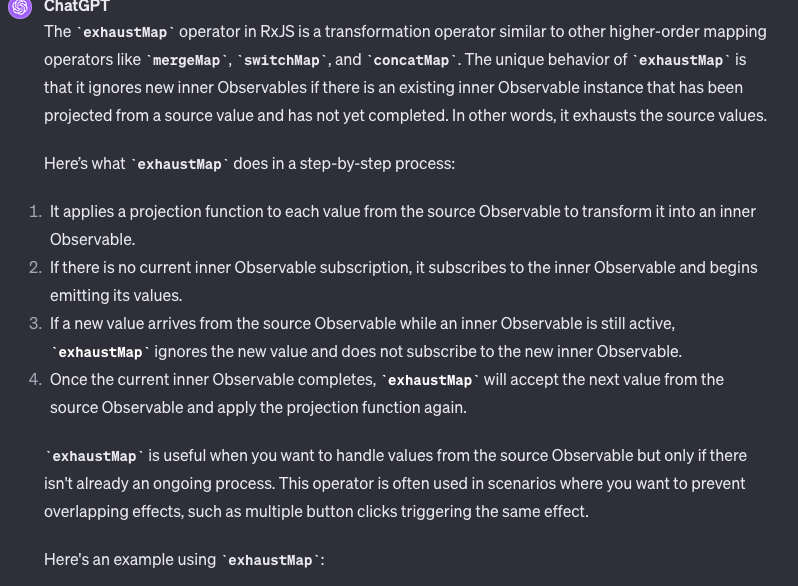 ChatGPT
The `exhaustMap` operator in RxJS is a transformation operator similar to other higher-order mapping
operators like `mergeMap`, `switchMap`, and `concatMap`. The unique behavior of `exhaustMap` is
that it ignores new inner Observables if there is an existing inner Observable instance that has been
projected from a source value and has not yet completed. In other words, it exhausts the source values.
Here’s what `exhaustMap` does in a step-by-step process:
1. It applies a projection function to each value from the source Observable to transform it into an inner
Observable.
2. If there is no current inner Observable subscription, it subscribes to the inner Observable and begins
emitting its values.
3. If a new value arrives from the source Observable while an inner Observable is still active,
`exhaustMap` ignores the new value and does not subscribe to the new inner Observable.
4. Once the current inner Observable completes, `exhaustMap` will accept the next value from the
source Observable and apply the projection function again.
`exhaustMap` is useful when you want to handle values from the source Observable but only if there
isn't already an ongoing process. This operator is often used in scenarios where you want to prevent
overlapping effects, such as multiple button clicks triggering the same effect.
Here's an example using `exhaustMap`: